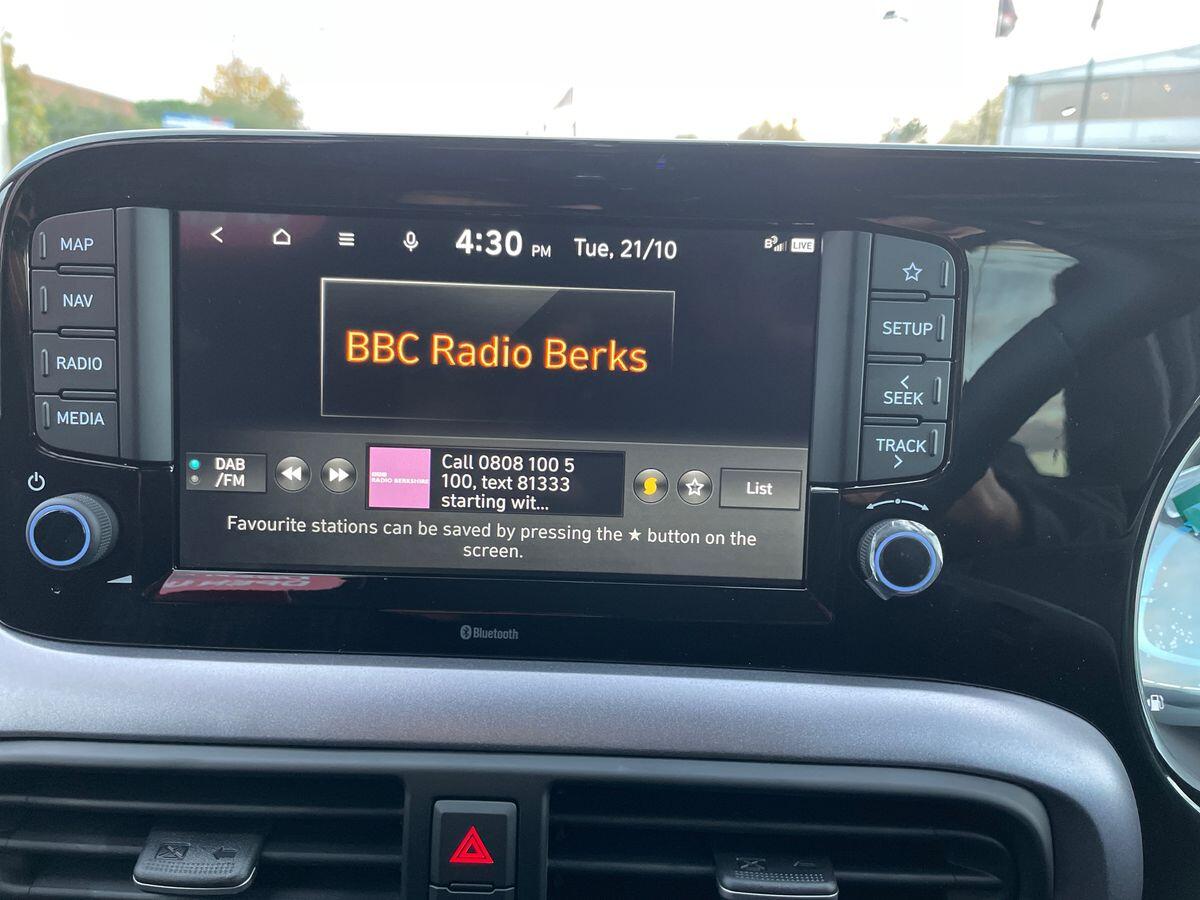 4:30 PM Tue, 21/10
LIVE
MAP
NAV
RADIO
MEDIA
BBC Radio Berks
SETUP
SEEK
TRACK
DAB
/FM
BBC
RADIO BERKSHIRE
Call 0808 100 5
100, text 81333
starting wit...
List
Favourite stations can be saved by pressing the ★ button on the
screen.
Bluetooth